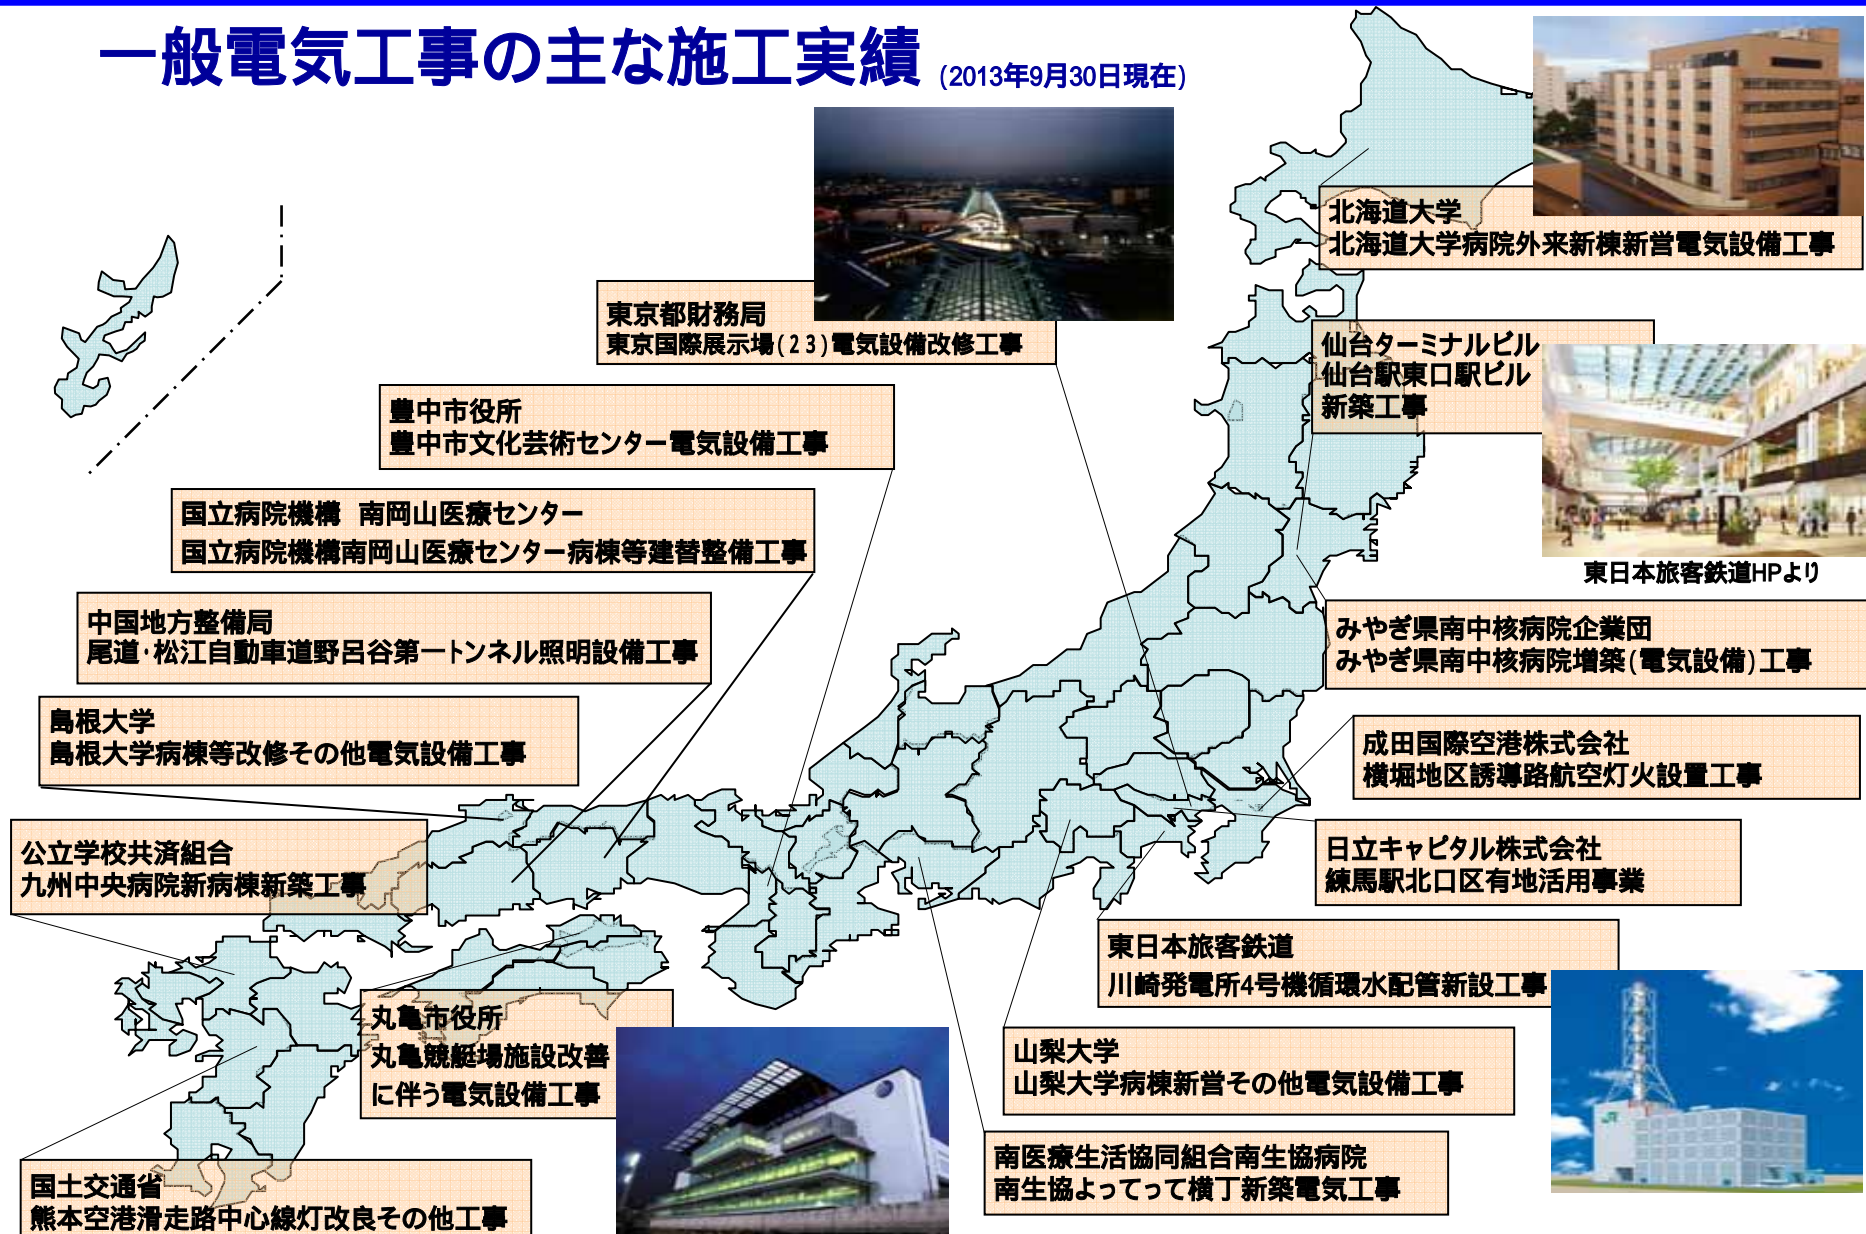 一般電気工事の主な施工実績 (2013年9月30日現在)
北海道大学
北海道大学病院外来新棟新営電気設備工事
東京都財務局
東京国際展示場(23)電気設備改修工事
仙台ターミナルビル
仙台駅東口駅ビル
新築工事
東日本旅客鉄道HPより
豊中市役所
豊中市文化芸術センター電気設備工事
国立病院機構 南岡山医療センター
国立病院機構南岡山医療センター病棟等建替整備工事
中国地方整備局
尾道・松江自動車道野呂谷第一トンネル照明設備工事
みやぎ県南中核病院企業団
みやぎ県南中核病院増築(電気設備)工事
島根大学
島根大学病棟等改修その他電気設備工事
成田国際空港株式会社
横堀地区誘導路航空灯火設置工事
公立学校共済組合
九州中央病院新病棟新築工事
日立キャピタル株式会社
練馬駅北口区有地活用事業
東日本旅客鉄道
川崎発電所4号機循環水配管新設工事
丸亀市役所
丸亀競艇場施設改善
に伴う電気設備工事
山梨大学
山梨大学病棟新営その他電気設備工事
南医療生活協同組合南生協病院
南生協よってって横丁新築電気工事
国土交通省
熊本空港滑走路中心線灯改良その他工事
JR